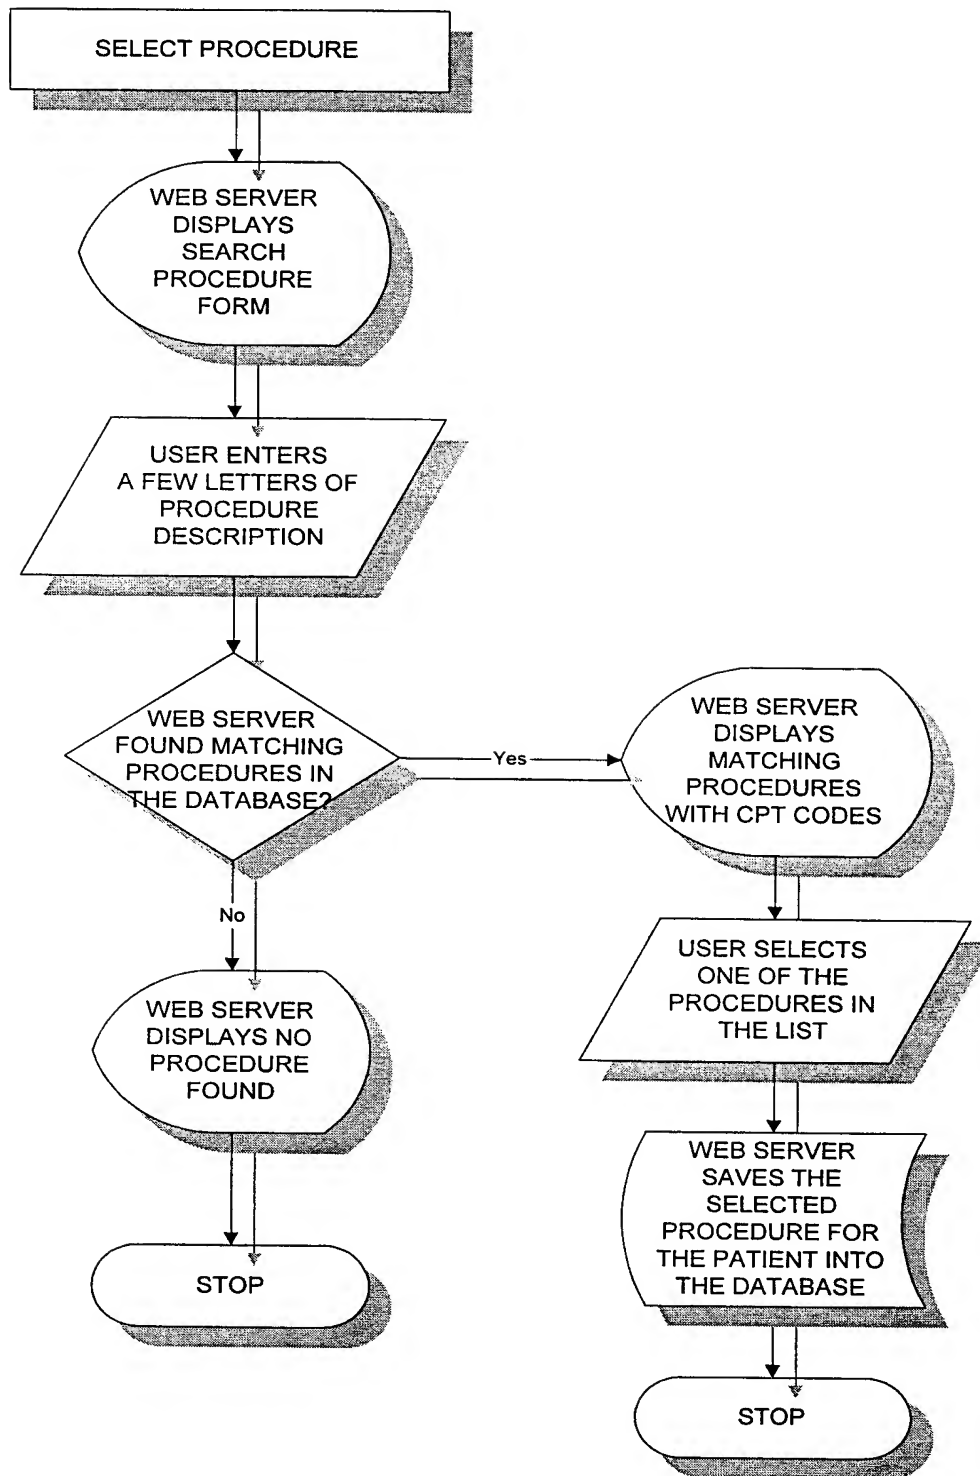 SELECT PROCEDURE
WEB SERVER
DISPLAYS
SEARCH
PROCEDURE
FORM
USER ENTERS
A FEW LETTERS OF
PROCEDURE
DESCRIPTION
WEB SERVER
FOUND MATCHING
PROCEDURES IN
THE DATABASE?
Yes
WEB SERVER
DISPLAYS
MATCHING
PROCEDURES
WITH CPT CODES
No
USER SELECTS
ONE OF THE
PROCEDURES IN
THE LIST
WEB SERVER
DISPLAYS NO
PROCEDURE
FOUND
WEB SERVER
SAVES THE
SELECTED
PROCEDURE FOR
THE PATIENT INTO
THE DATABASE
STOP
STOP